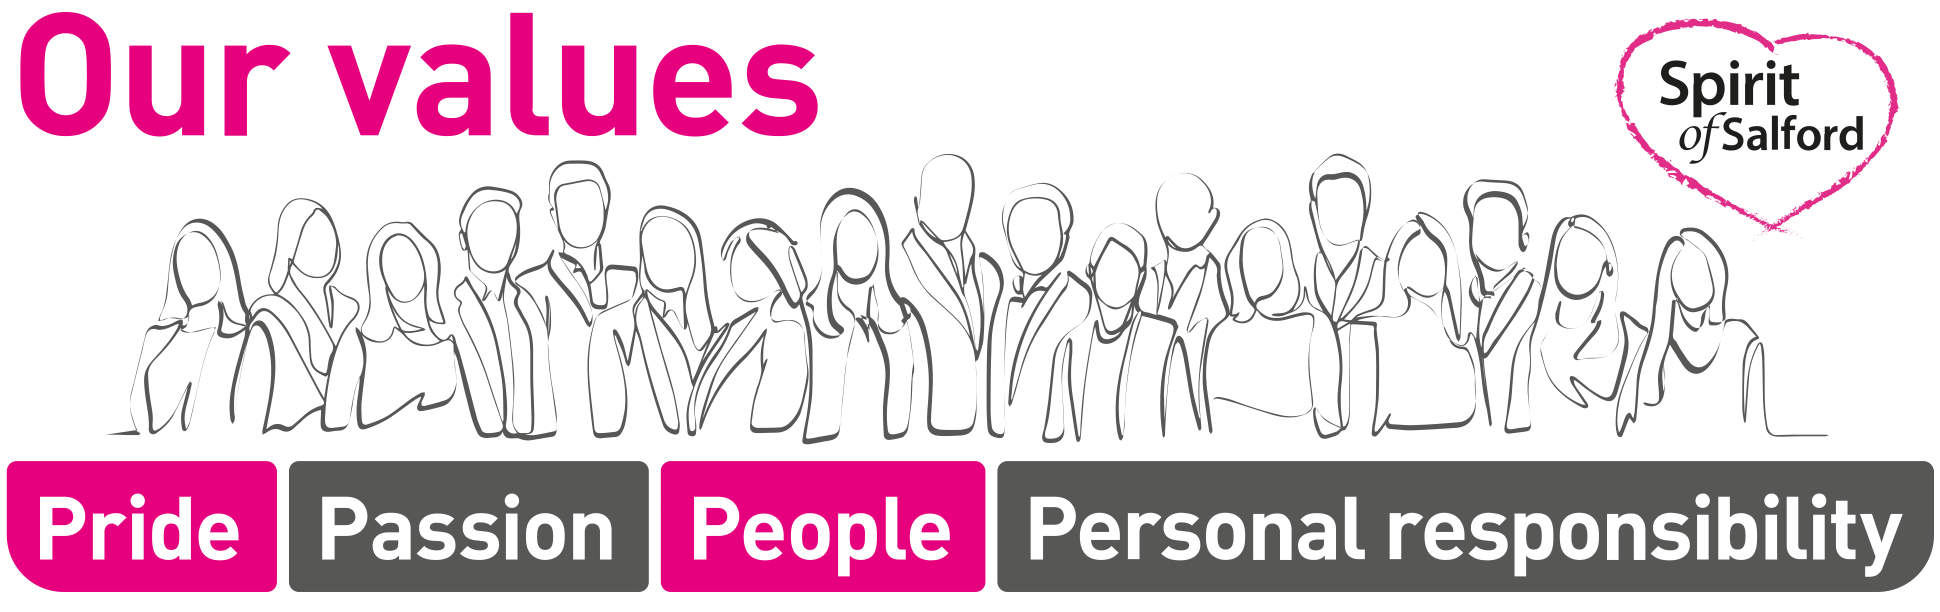 Our values
Spirit
of Salford
Pride
Passion
People
Personal responsibility